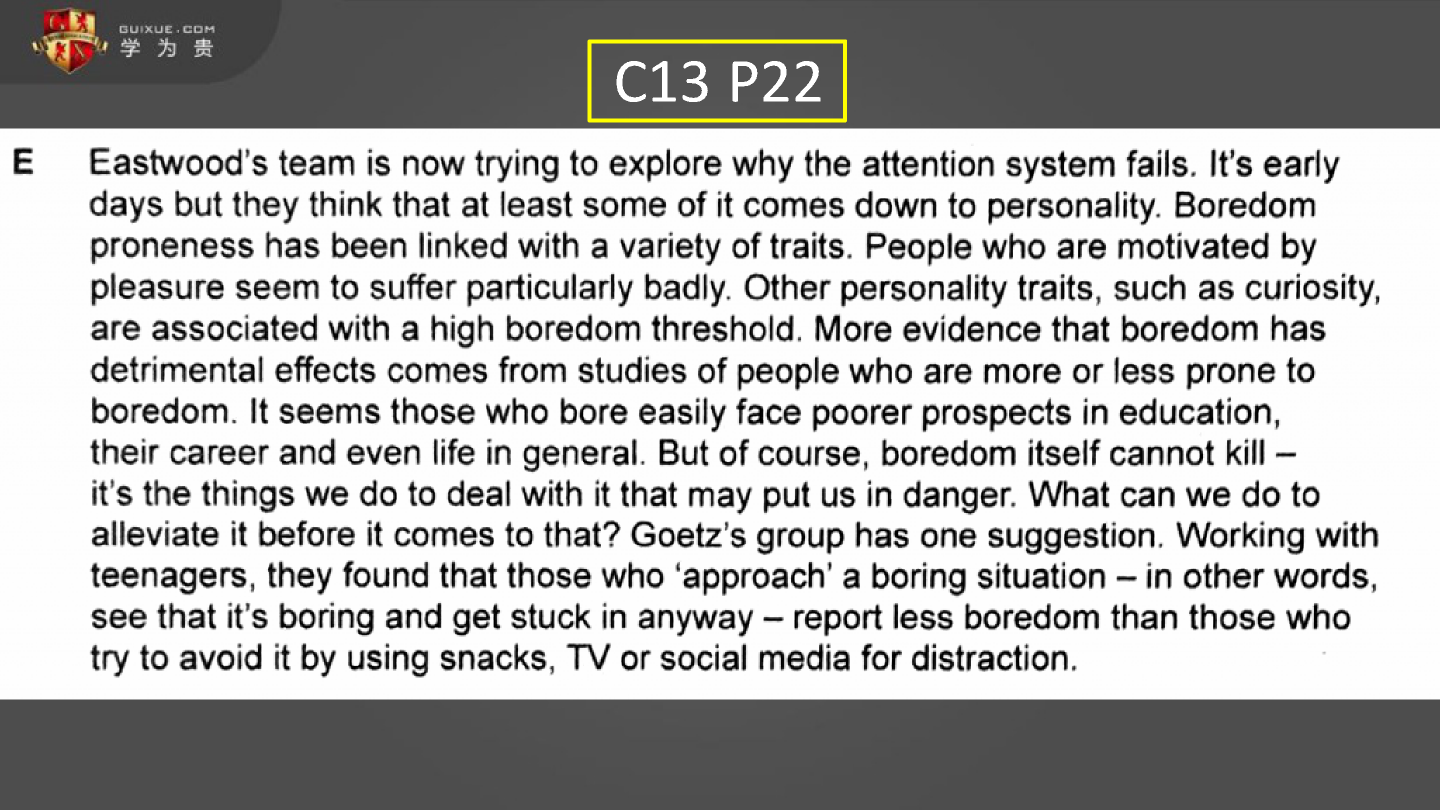 GUIXUE.COM
学为贵
C13 P22
E Eastwood's team is now trying to explore why the attention system fails. It's early
days but they think that at least some of it comes down to personality. Boredom
proneness has been linked with a variety of traits. People who are motivated by
pleasure seem to suffer particularly badly. Other personality traits, such as curiosity,
are associated with a high boredom threshold. More evidence that boredom has
detrimental effects comes from studies of people who are more or less prone to
boredom. It seems those who bore easily face poorer prospects in education,
their career and even life in general. But of course, boredom itself cannot kill –
it's the things we do to deal with it that may put us in danger. What can we do to
alleviate it before it comes to that? Goetz's group has one suggestion. Working with
teenagers, they found that those who 'approach' a boring situation – in other words,
see that it's boring and get stuck in anyway – report less boredom than those who
try to avoid it by using snacks, TV or social media for distraction.